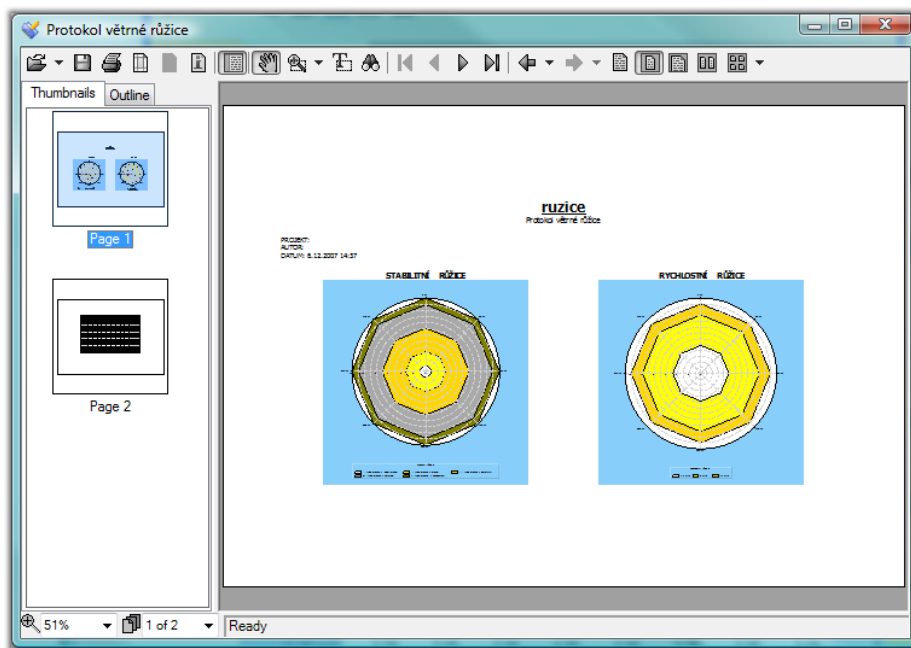 Protokol větrné růžice
Thumbnails
Outline
Page 1
Page 2
ruzice
Protokol větrné růžice
PROJEKT:
AUTOR:
DATUM: 6.12.2007 14:37
STABILITNÍ RŮŽICE
RYCHLOSTNÍ RŮŽICE
51%
1 of 2
Ready